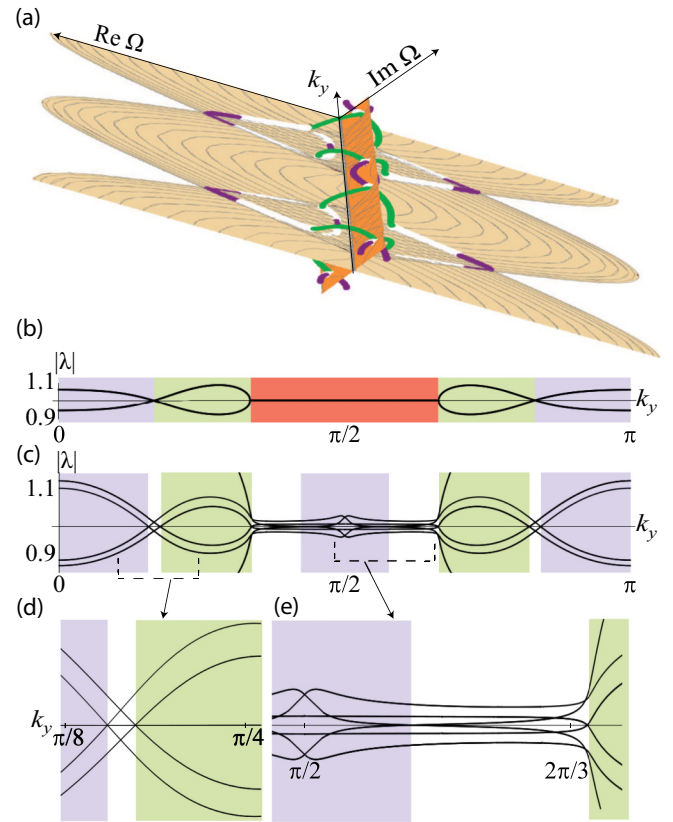 (a)
Re Ω
k_y
Im Ω
(b)
|λ|
1.1
0.9
k_y
0
π/2
π
(c)
|λ|
1.1
0.9
k_y
0
π/2
π
(d)
(e)
k_y
π/8
π/4
π/2
2π/3